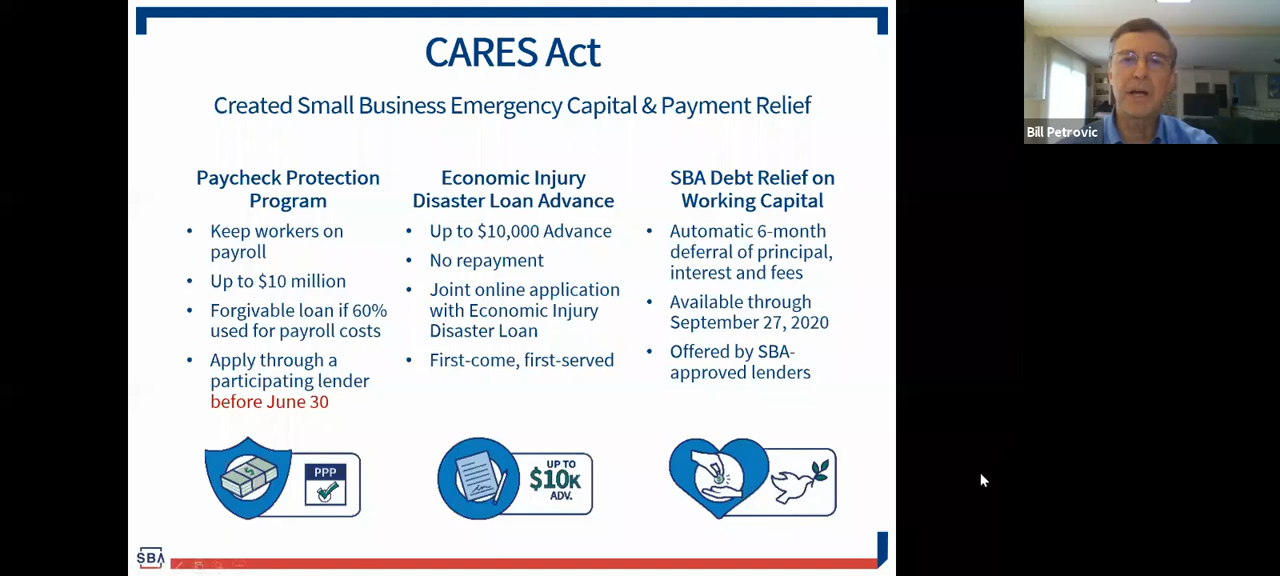 CARES Act
Created Small Business Emergency Capital & Payment Relief
Paycheck Protection
Program
• Keep workers on
payroll
• Up to $10 million
• Forgivable loan if 60%
used for payroll costs
• Apply through a
participating lender
before June 30
Economic Injury
Disaster Loan Advance
• Up to $10,000 Advance
• No repayment
• Joint online application
with Economic Injury
Disaster Loan
• First-come, first-served
SBA Debt Relief on
Working Capital
• Automatic 6-month
deferral of principal,
interest and fees
• Available through
September 27, 2020
• Offered by SBA-
approved lenders
$
PPP
UP TO
$10K
ADV.
SBA
Bill Petrovic